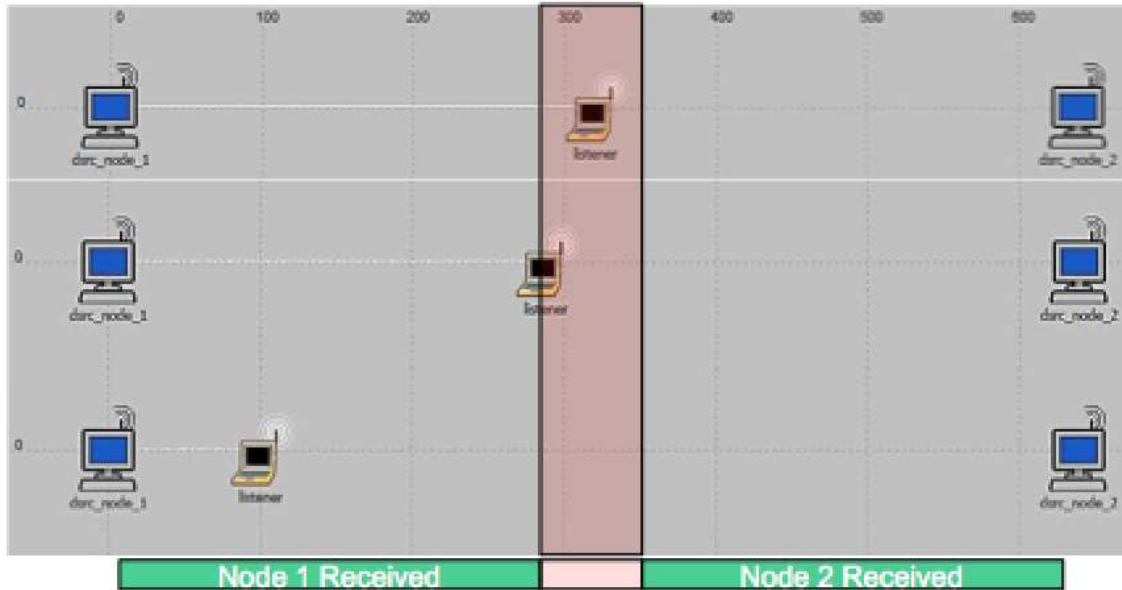 0 100 200 300 400 500 600
0
dsrc_node_1 listener dsrc_node_2
0
dsrc_node_1 listener dsrc_node_2
0
dsrc_node_1 listener dsrc_node_2
Node 1 Received Node 2 Received